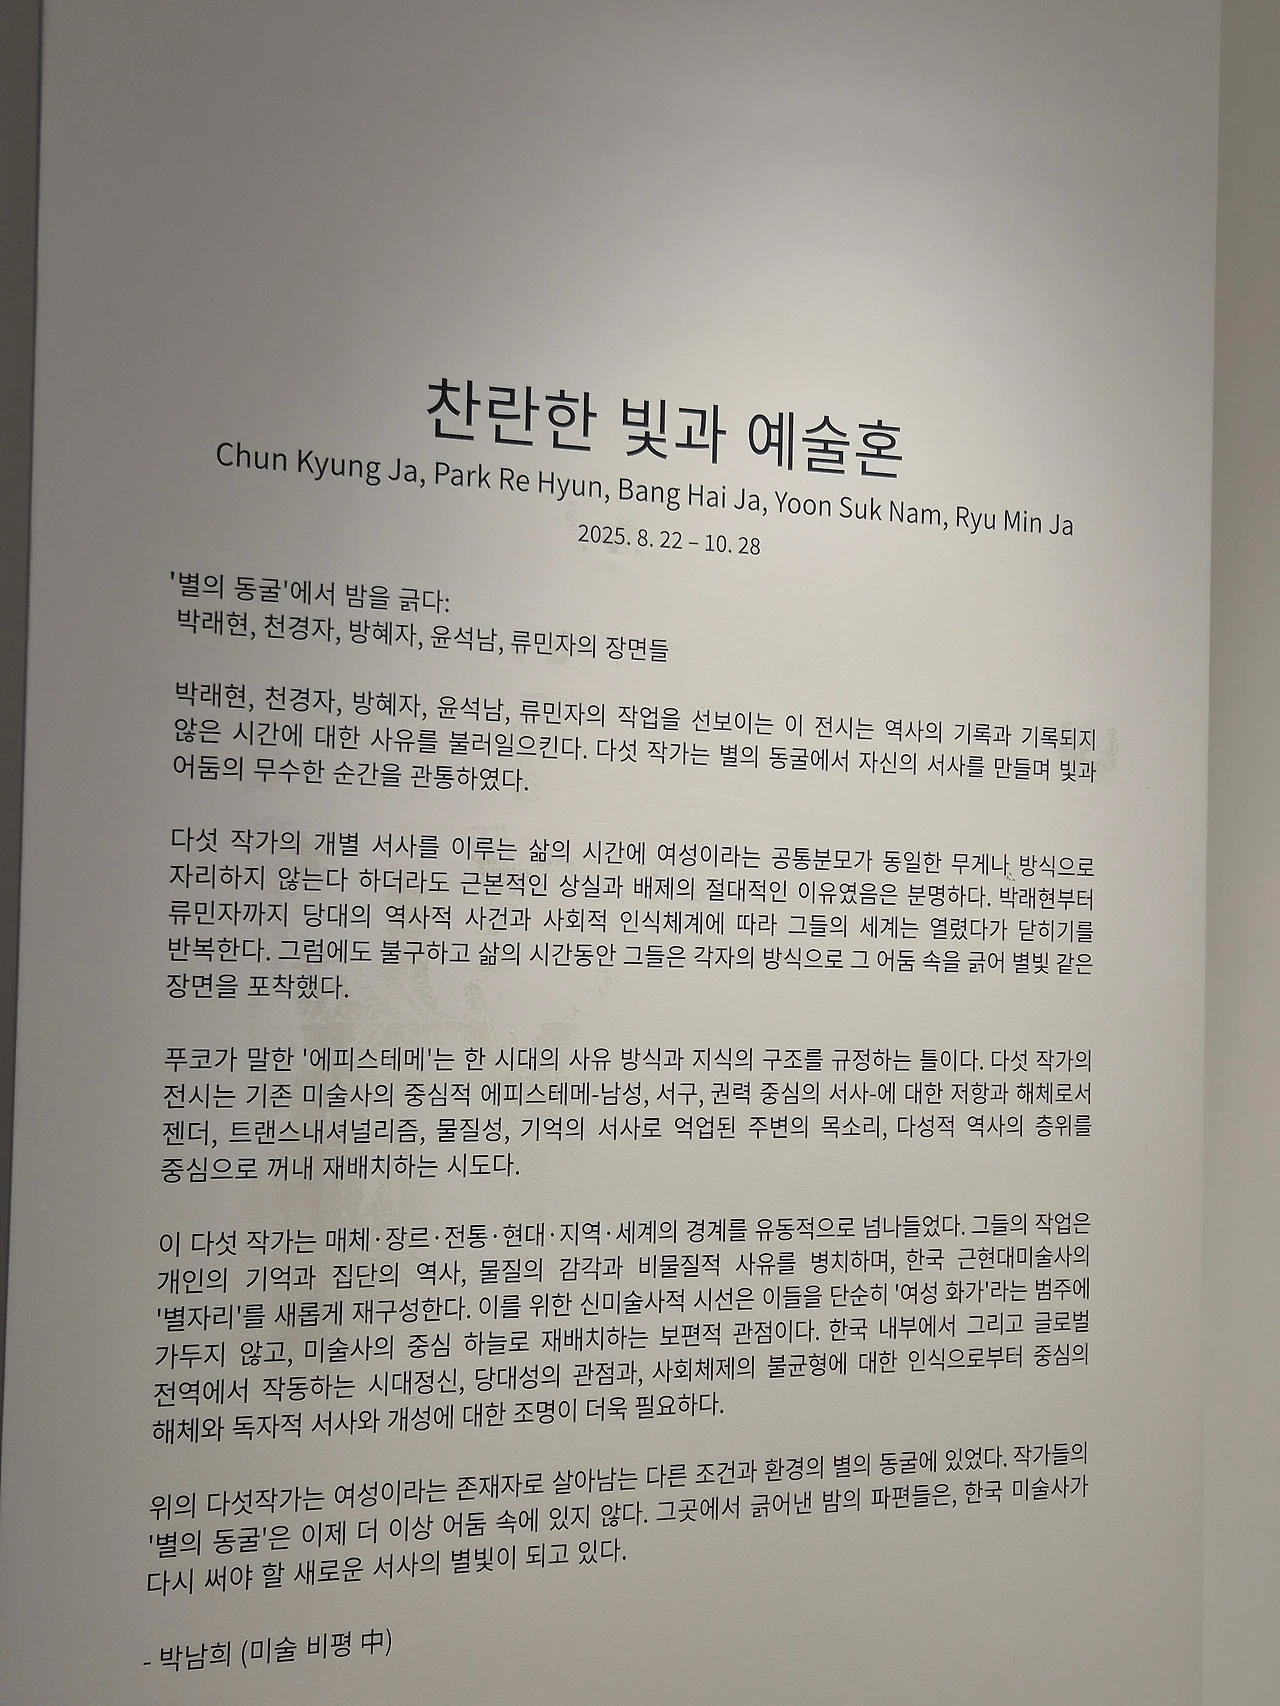 찬란한 빛과 예술혼
Chun Kyung Ja, Park Re Hyun, Bang Hai Ja, Yoon Suk Nam, Ryu Min Ja
2025. 8. 22 – 10. 28
'별의 동굴'에서 밤을 긁다:
박래현, 천경자, 방혜자, 윤석남, 류민자의 장면들
박래현, 천경자, 방혜자, 윤석남, 류민자의 작업을 선보이는 이 전시는 역사의 기록과 기록되지
않은 시간에 대한 사유를 불러일으킨다. 다섯 작가는 별의 동굴에서 자신의 서사를 만들며 빛과
어둠의 무수한 순간을 관통하였다.
다섯 작가의 개별 서사를 이루는 삶의 시간에 여성이라는 공통분모가 동일한 무게나 방식으로
자리하지 않는다 하더라도 근본적인 상실과 배제의 절대적인 이유였음은 분명하다. 박래현부터
류민자까지 당대의 역사적 사건과 사회적 인식체계에 따라 그들의 세계는 열렸다가 닫히기를
반복한다. 그럼에도 불구하고 삶의 시간동안 그들은 각자의 방식으로 그 어둠 속을 긁어 별빛 같은
장면을 포착했다.
푸코가 말한 '에피스테메'는 한 시대의 사유 방식과 지식의 구조를 규정하는 틀이다. 다섯 작가의
전시는 기존 미술사의 중심적 에피스테메-남성, 서구, 권력 중심의 서사-에 대한 저항과 해체로서
젠더, 트랜스내셔널리즘, 물질성, 기억의 서사로 억압된 주변의 목소리, 다성적 역사의 층위를
중심으로 꺼내 재배치하는 시도다.
이 다섯 작가는 매체·장르·전통·현대·지역·세계의 경계를 유동적으로 넘나들었다. 그들의 작업은
개인의 기억과 집단의 역사, 물질의 감각과 비물질적 사유를 병치하며, 한국 근현대미술사의
'별자리'를 새롭게 재구성한다. 이를 위한 신미술사적 시선은 이들을 단순히 '여성 화가'라는 범주에
가두지 않고, 미술사의 중심 하늘로 재배치하는 보편적 관점이다. 한국 내부에서 그리고 글로벌
전역에서 작동하는 시대정신, 당대성의 관점과, 사회체제의 불균형에 대한 인식으로부터 중심의
해체와 독자적 서사와 개성에 대한 조명이 더욱 필요하다.
위의 다섯작가는 여성이라는 존재자로 살아남는 다른 조건과 환경의 별의 동굴에 있었다. 작가들의
'별의 동굴'은 이제 더 이상 어둠 속에 있지 않다. 그곳에서 긁어낸 밤의 파편들은, 한국 미술사가
다시 써야 할 새로운 서사의 별빛이 되고 있다.
- 박남희 (미술 비평 中)